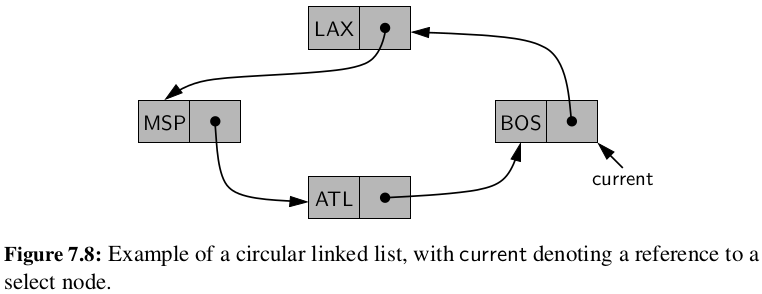 LAX
MSP
BOS
current
ATL
Figure 7.8: Example of a circular linked list, with current denoting a reference to a
select node.